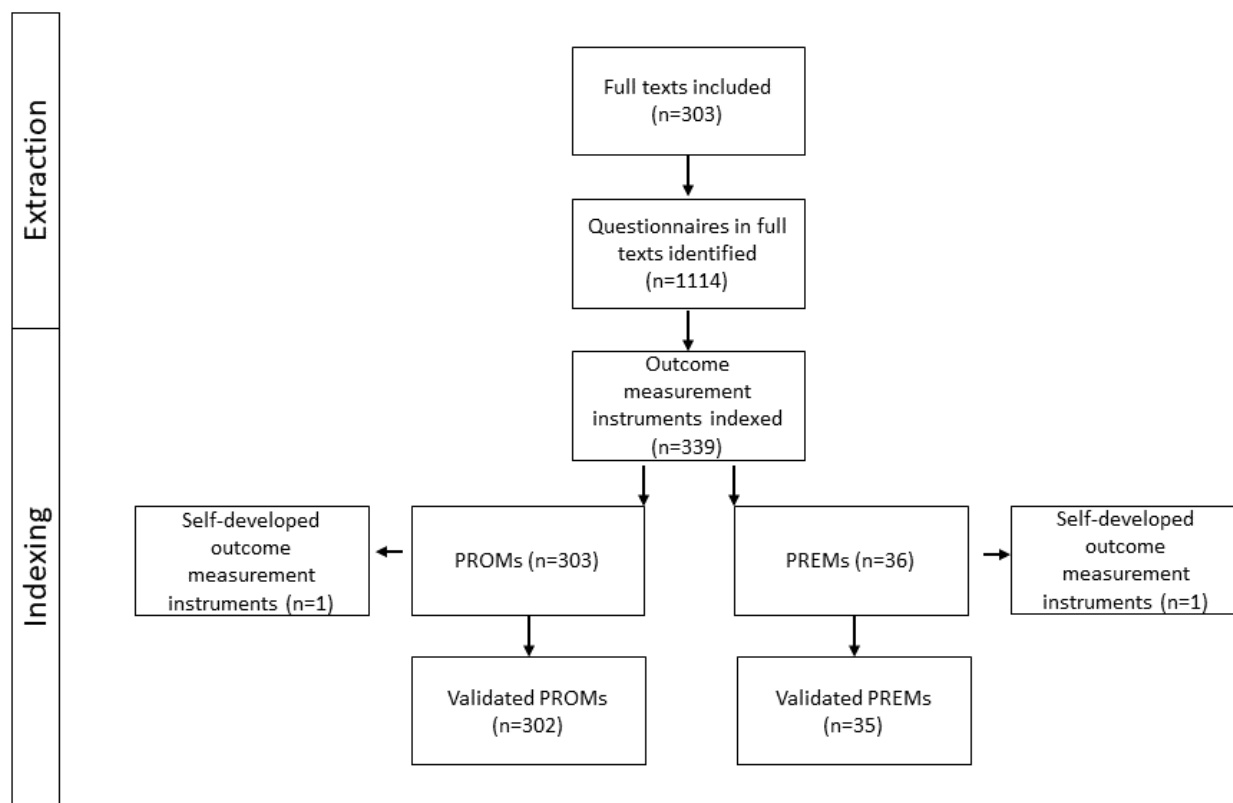 Extraction
Full texts included
(n=303)
Questionnaires in full
texts identified
(n=1114)
Indexing
Outcome
measurement
instruments indexed
(n=339)
Self-developed
outcome
measurement
instruments (n=1)
PROMs (n=303)
PREMs (n=36)
Self-developed
outcome
measurement
instruments (n=1)
Validated PROMs
(n=302)
Validated PREMs
(n=35)